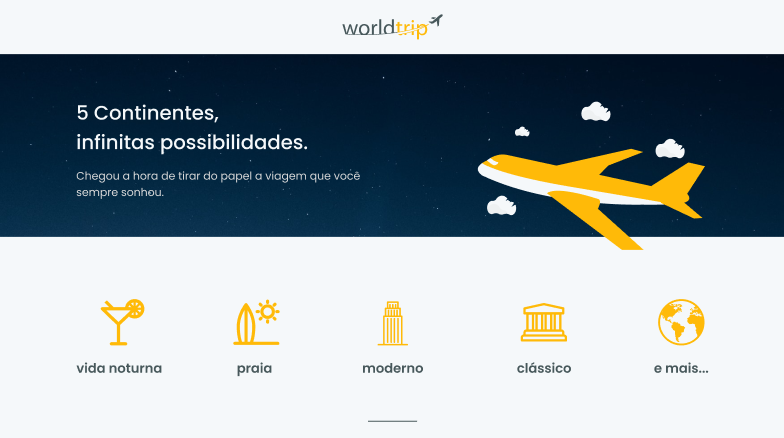 worldtrip
5 Continentes,
infinitas possibilidades.
Chegou a hora de tirar do papel a viagem que você
sempre sonhou.
vida noturna
praia
moderno
clássico
e mais...